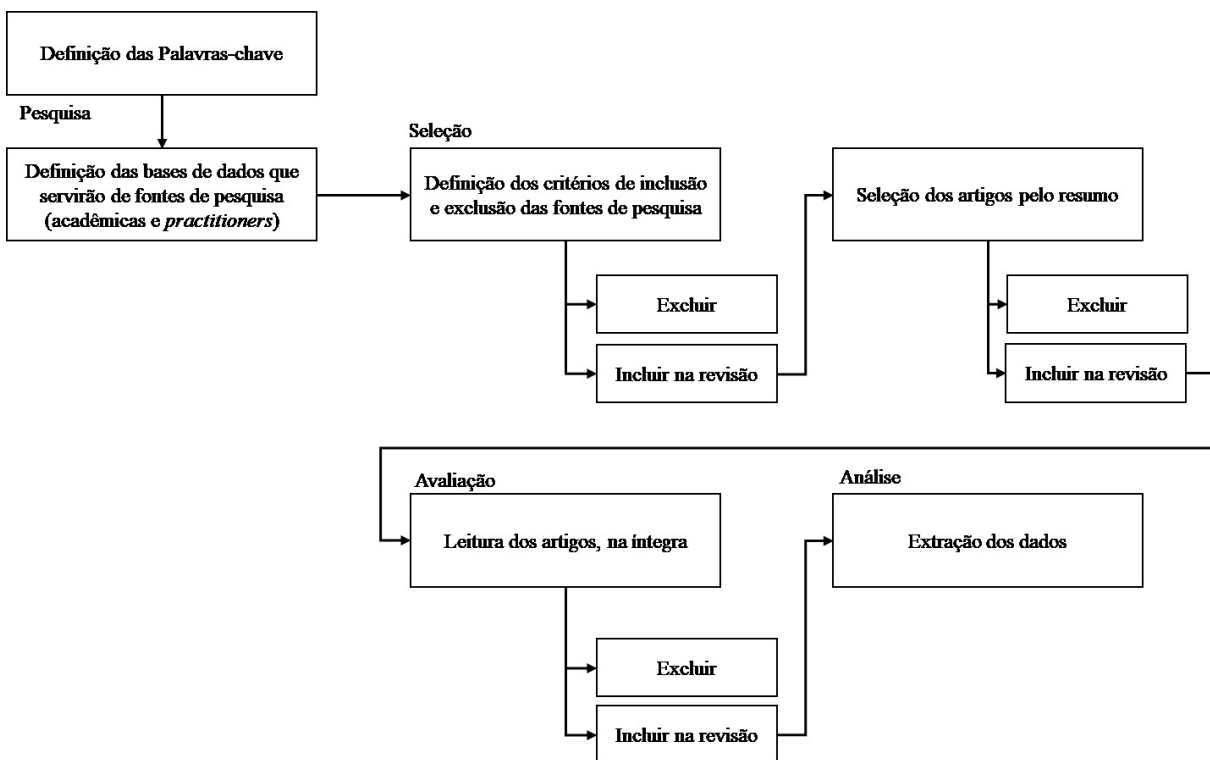 Definição das Palavras-chave
Pesquisa
Definição das bases de dados que
servirão de fontes de pesquisa
(acadêmicas e practitioners)
Seleção
Definição dos critérios de inclusão
e exclusão das fontes de pesquisa
Excluir
Incluir na revisão
Seleção dos artigos pelo resumo
Excluir
Incluir na revisão
Avaliação
Leitura dos artigos, na íntegra
Excluir
Incluir na revisão
Análise
Extração dos dados